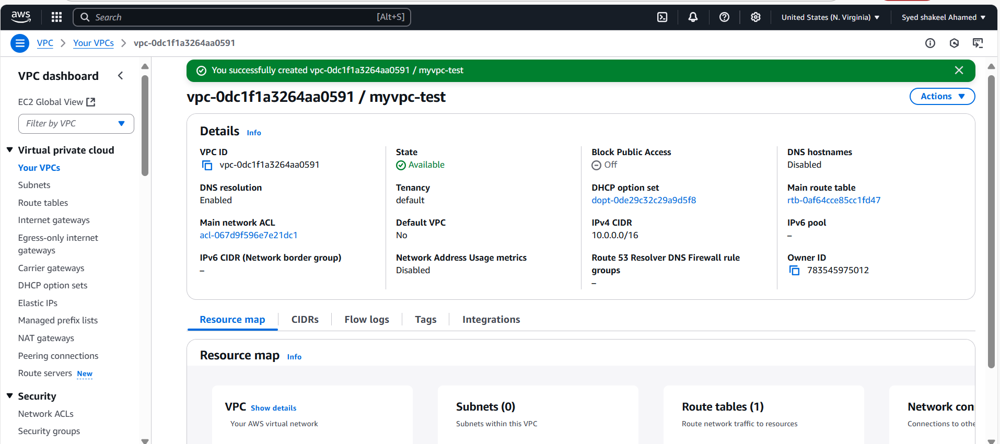 aws
Search
[Alt+S]
United States (N. Virginia)
Syed shakeel Ahamed
VPC
Your VPCs
vpc-0dc1f1a3264aa0591
VPC dashboard
EC2 Global View
Filter by VPC
Virtual private cloud
Your VPCs
Subnets
Route tables
Internet gateways
Egress-only internet
gateways
Carrier gateways
DHCP option sets
Elastic IPs
Managed prefix lists
NAT gateways
Peering connections
Route servers New
Security
Network ACLs
Security groups
You successfully created vpc-0dc1f1a3264aa0591 / myvpc-test
vpc-0dc1f1a3264aa0591 / myvpc-test
Actions
Details Info
VPC ID
vpc-0dc1f1a3264aa0591
State
Available
Block Public Access
Off
DNS hostnames
Disabled
DNS resolution
Enabled
Tenancy
default
DHCP option set
dopt-0de29c32c29a9d5f8
Main route table
rtb-0af64cce85cc1fd47
Main network ACL
acl-067d9f596e7e21dc1
Default VPC
No
IPv4 CIDR
10.0.0.0/16
IPv6 pool
–
IPv6 CIDR (Network border group)
–
Network Address Usage metrics
Disabled
Route 53 Resolver DNS Firewall rule
groups
–
Owner ID
783545975012
Resource map
CIDRs
Flow logs
Tags
Integrations
Resource map Info
VPC Show details
Your AWS virtual network
Subnets (0)
Subnets within this VPC
Route tables (1)
Route network traffic to resources
Network con
Connections to othe